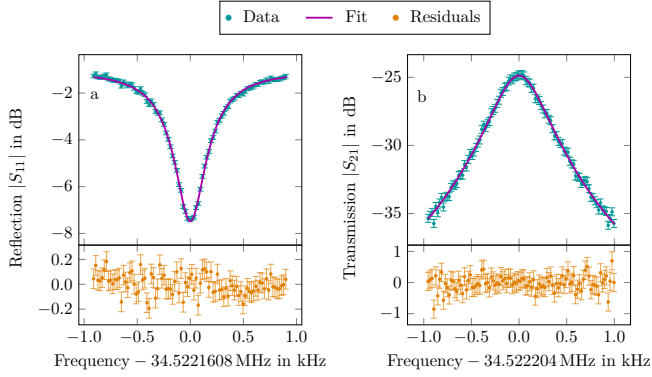 Data Fit Residuals
a
b
−2
−4
−6
−8
Reflection |S11| in dB
0.2
0.0
−0.2
−1.0 −0.5 0.0 0.5 1.0
Frequency − 34.5221608 MHz in kHz
−25
−30
−35
Transmission |S21| in dB
1
0
−1
−1.0 −0.5 0.0 0.5 1.0
Frequency − 34.522204 MHz in kHz